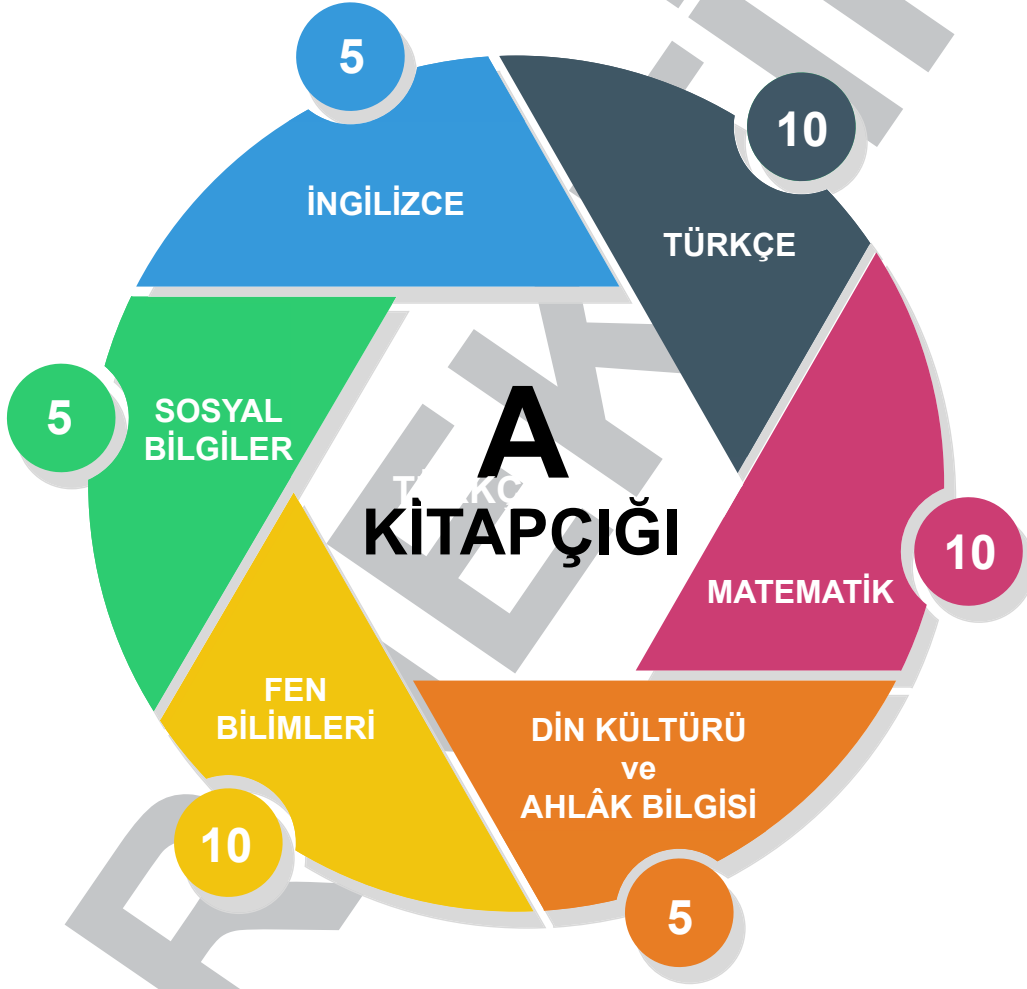 5
İNGİLİZCE
10
TÜRKÇE
5
SOSYAL
BİLGİLER
A
KİTAPÇIĞI
10
MATEMATİK
FEN
BİLİMLERİ
10
DİN KÜLTÜRÜ
ve
AHLÂK BİLGİSİ
5